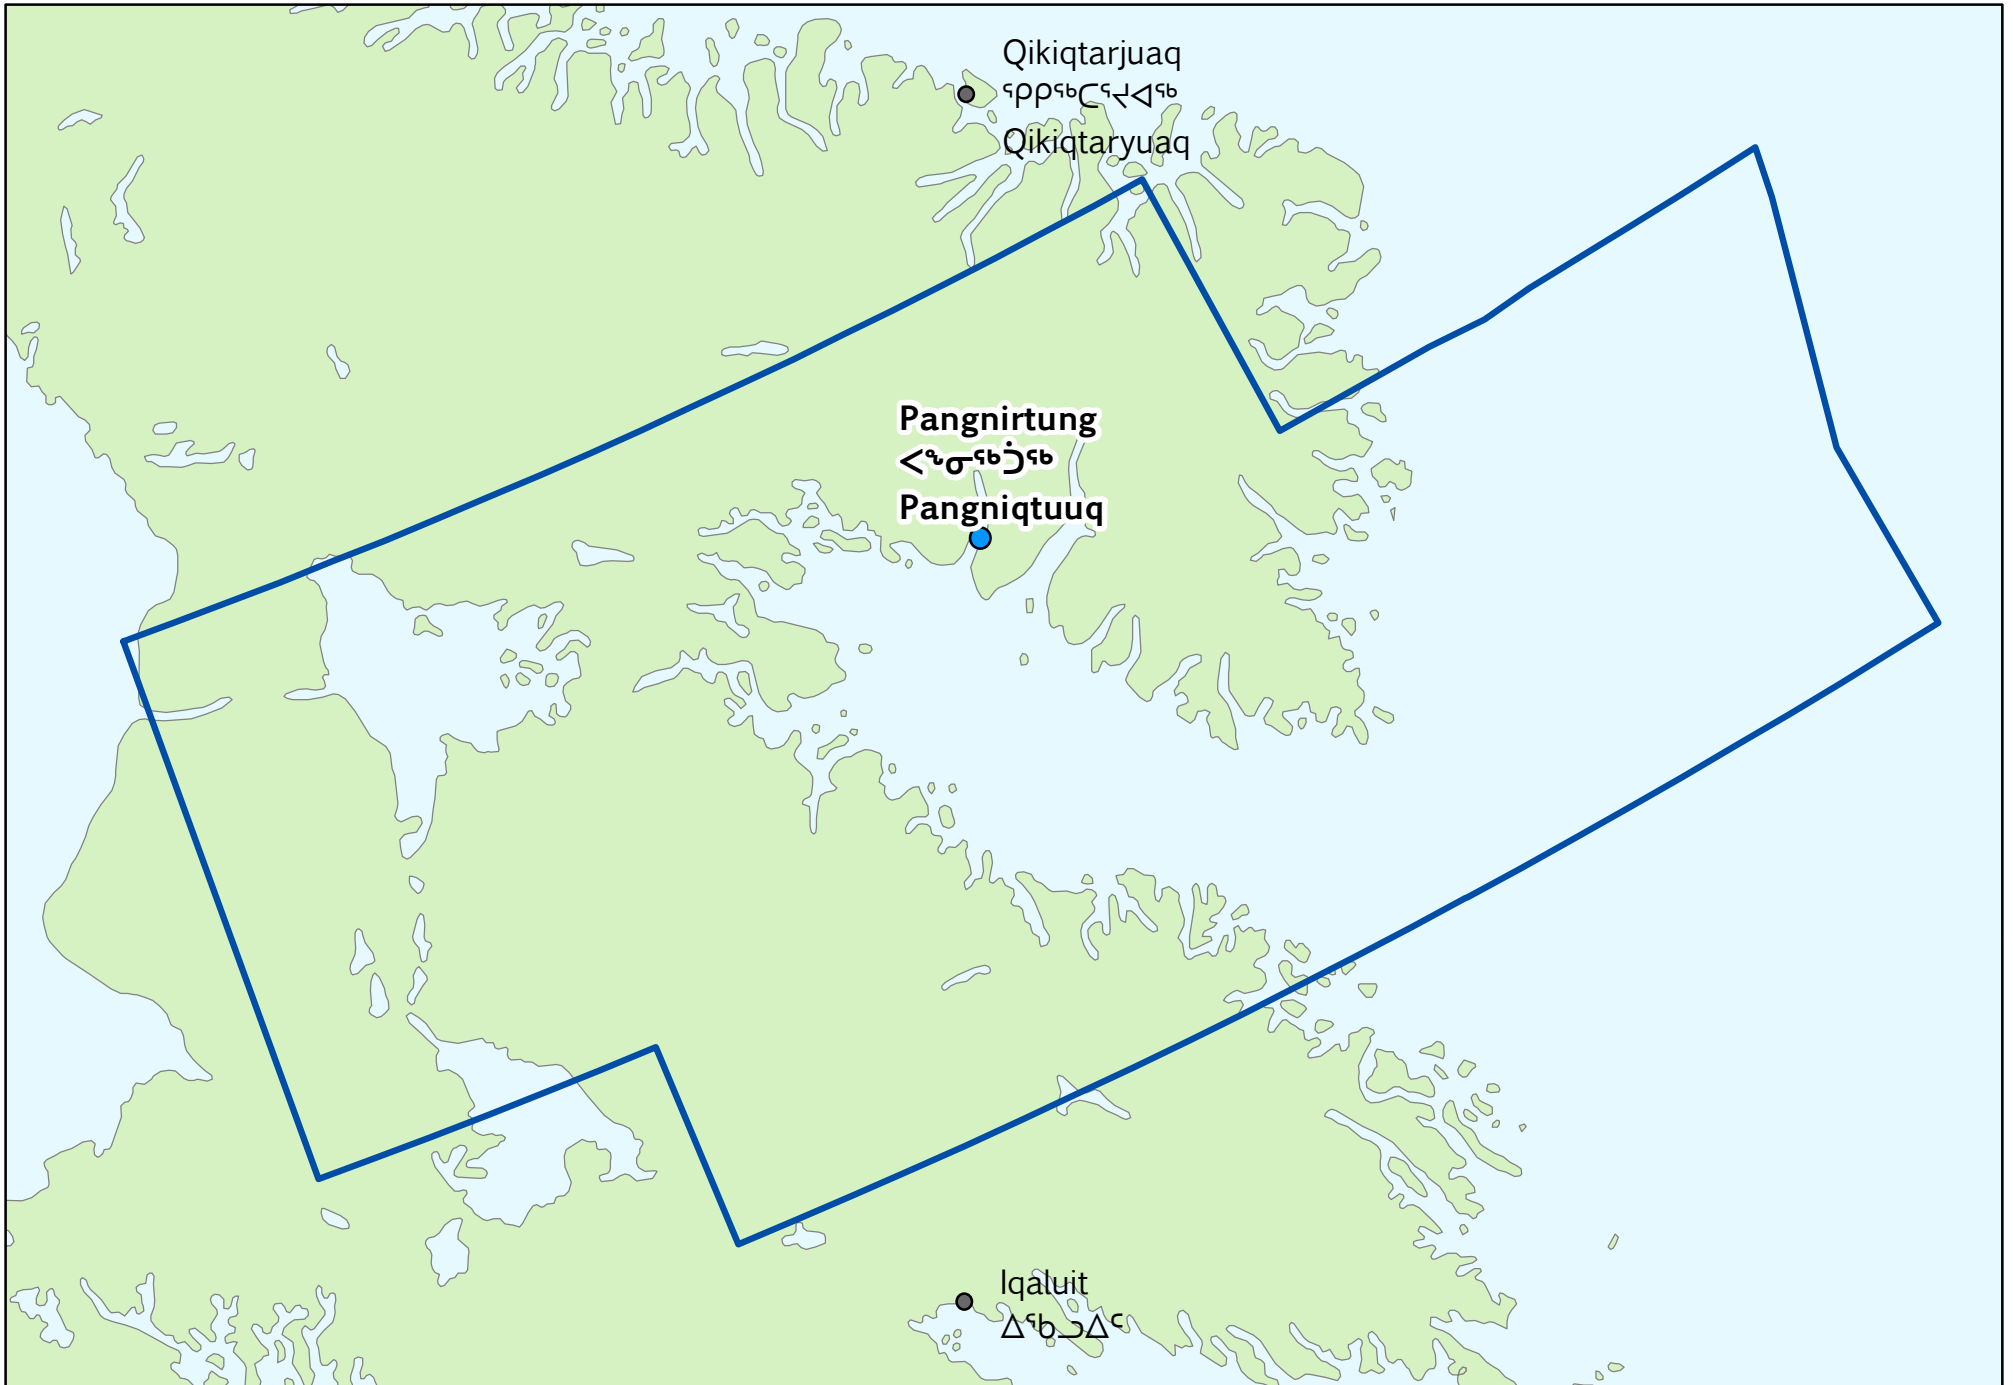 Qikiqtarjuaq
ᕿᑭᖅᑕᕐᔪᐊᖅ
Qikiqtaryuaq
Pangnirtung
ᐸᖕᓂᖅᑑᖅ
Pangniqtuuq
Iqaluit
ᐃᖃᓗᐃᑦ